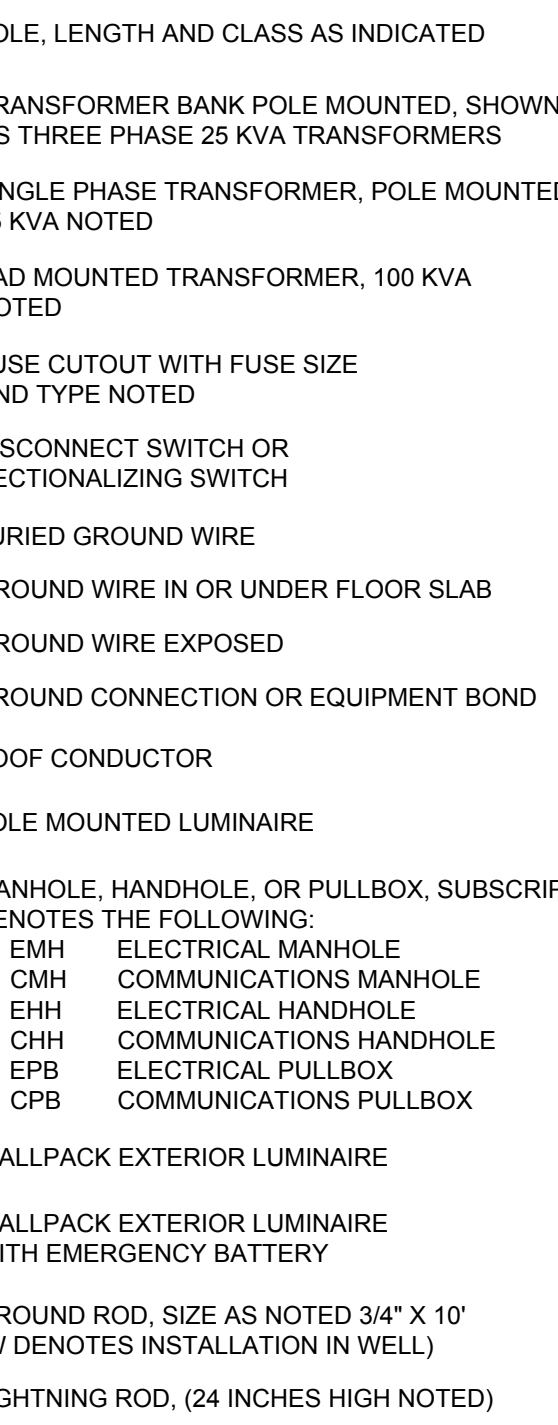 OLE, LENGTH AND CLASS AS INDICATED
RANSFORMER BANK POLE MOUNTED, SHOWN
S THREE PHASE 25 KVA TRANSFORMERS
NGLE PHASE TRANSFORMER, POLE MOUNTED
5 KVA NOTED
AD MOUNTED TRANSFORMER, 100 KVA
OTED
USE CUTOUT WITH FUSE SIZE
ND TYPE NOTED
SCONNECT SWITCH OR
ECTIONALIZING SWITCH
URIED GROUND WIRE
ROUND WIRE IN OR UNDER FLOOR SLAB
ROUND WIRE EXPOSED
ROUND CONNECTION OR EQUIPMENT BOND
OOF CONDUCTOR
OLE MOUNTED LUMINAIRE
ANHOLE, HANDHOLE, OR PULLBOX, SUBSCRIP
ENOTES THE FOLLOWING:
EMH ELECTRICAL MANHOLE
CMH COMMUNICATIONS MANHOLE
EHH ELECTRICAL HANDHOLE
CHH COMMUNICATIONS HANDHOLE
EPB ELECTRICAL PULLBOX
CPB COMMUNICATIONS PULLBOX
ALLPACK EXTERIOR LUMINAIRE
ALLPACK EXTERIOR LUMINAIRE
ITH EMERGENCY BATTERY
ROUND ROD, SIZE AS NOTED 3/4" X 10'
DENOTES INSTALLATION IN WELL)
GHTNING ROD, (24 INCHES HIGH NOTED)